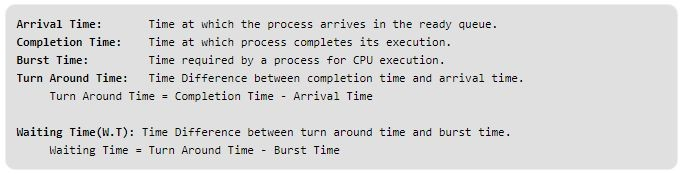 Arrival Time: Time at which the process arrives in the ready queue.
Completion Time: Time at which process completes its execution.
Burst Time: Time required by a process for CPU execution.
Turn Around Time: Time Difference between completion time and arrival time.
Turn Around Time = Completion Time - Arrival Time
Waiting Time(W.T): Time Difference between turn around time and burst time.
Waiting Time = Turn Around Time - Burst Time